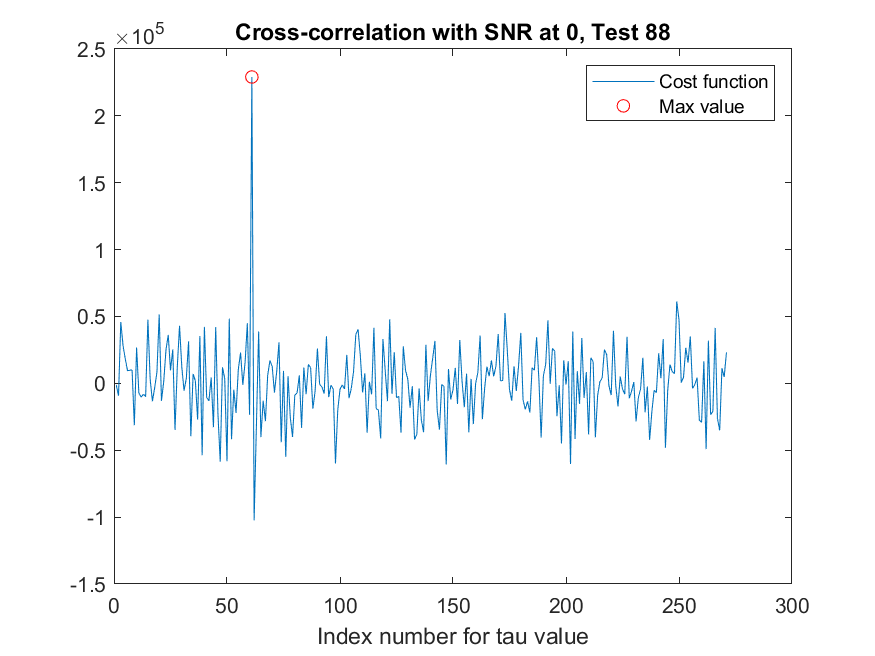 Cross-correlation with SNR at 0, Test 88
×10⁵
2.5
2
1.5
1
0.5
0
-0.5
-1
-1.5
0 50 100 150 200 250 300
Index number for tau value
Cost function
Max value